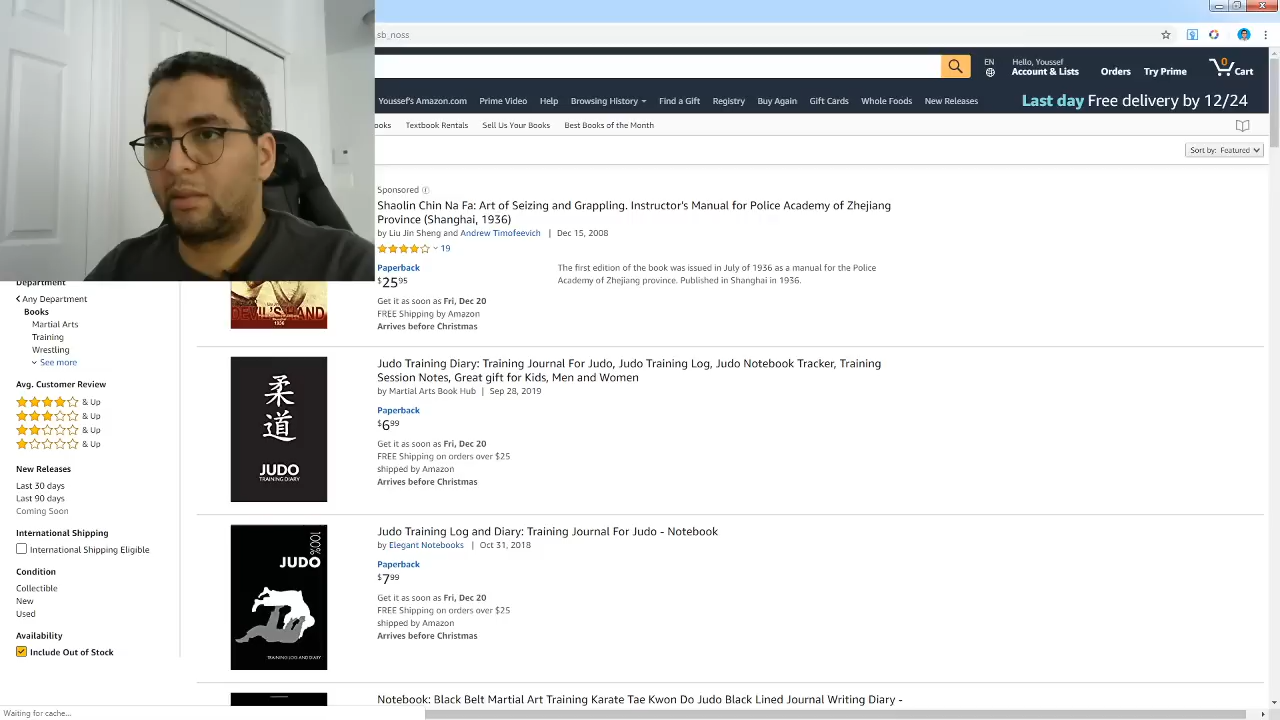 sb_noss
EN
Hello, Youssef
Account & Lists
Orders
Try Prime
0
Cart
Youssef's Amazon.com
Prime Video
Help
Browsing History
Find a Gift
Registry
Buy Again
Gift Cards
Whole Foods
New Releases
Last day Free delivery by 12/24
ooks
Textbook Rentals
Sell Us Your Books
Best Books of the Month
Sort by: Featured
Sponsored
Shaolin Chin Na Fa: Art of Seizing and Grappling. Instructor's Manual for Police Academy of Zhejiang
Province (Shanghai, 1936)
by Liu Jin Sheng and Andrew Timofeevich | Dec 15, 2008
19
Paperback
$25 95
The first edition of the book was issued in July of 1936 as a manual for the Police
Academy of Zhejiang province. Published in Shanghai in 1936.
Get it as soon as Fri, Dec 20
FREE Shipping by Amazon
Arrives before Christmas
DEVIL'S HAND
1936
Department
Any Department
Books
Martial Arts
Training
Wrestling
See more
Avg. Customer Review
& Up
& Up
& Up
& Up
New Releases
Last 30 days
Last 90 days
Coming Soon
International Shipping
International Shipping Eligible
Condition
Collectible
New
Used
Availability
Include Out of Stock
柔
道
JUDO
TRAINING DIARY
Judo Training Diary: Training Journal For Judo, Judo Training Log, Judo Notebook Tracker, Training
Session Notes, Great gift for Kids, Men and Women
by Martial Arts Book Hub | Sep 28, 2019
Paperback
$6 99
Get it as soon as Fri, Dec 20
FREE Shipping on orders over $25
shipped by Amazon
Arrives before Christmas
100%
JUDO
TRAINING LOG AND DIARY
Judo Training Log and Diary: Training Journal For Judo - Notebook
by Elegant Notebooks | Oct 31, 2018
Paperback
$7 99
Get it as soon as Fri, Dec 20
FREE Shipping on orders over $25
shipped by Amazon
Arrives before Christmas
Notebook: Black Belt Martial Art Training Karate Tae Kwon Do Judo Black Lined Journal Writing Diary -
Waiting for cache...